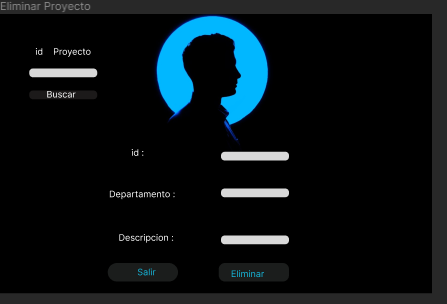 Eliminar Proyecto
id Proyecto
Buscar
id :
Departamento :
Descripcion :
Salir
Eliminar